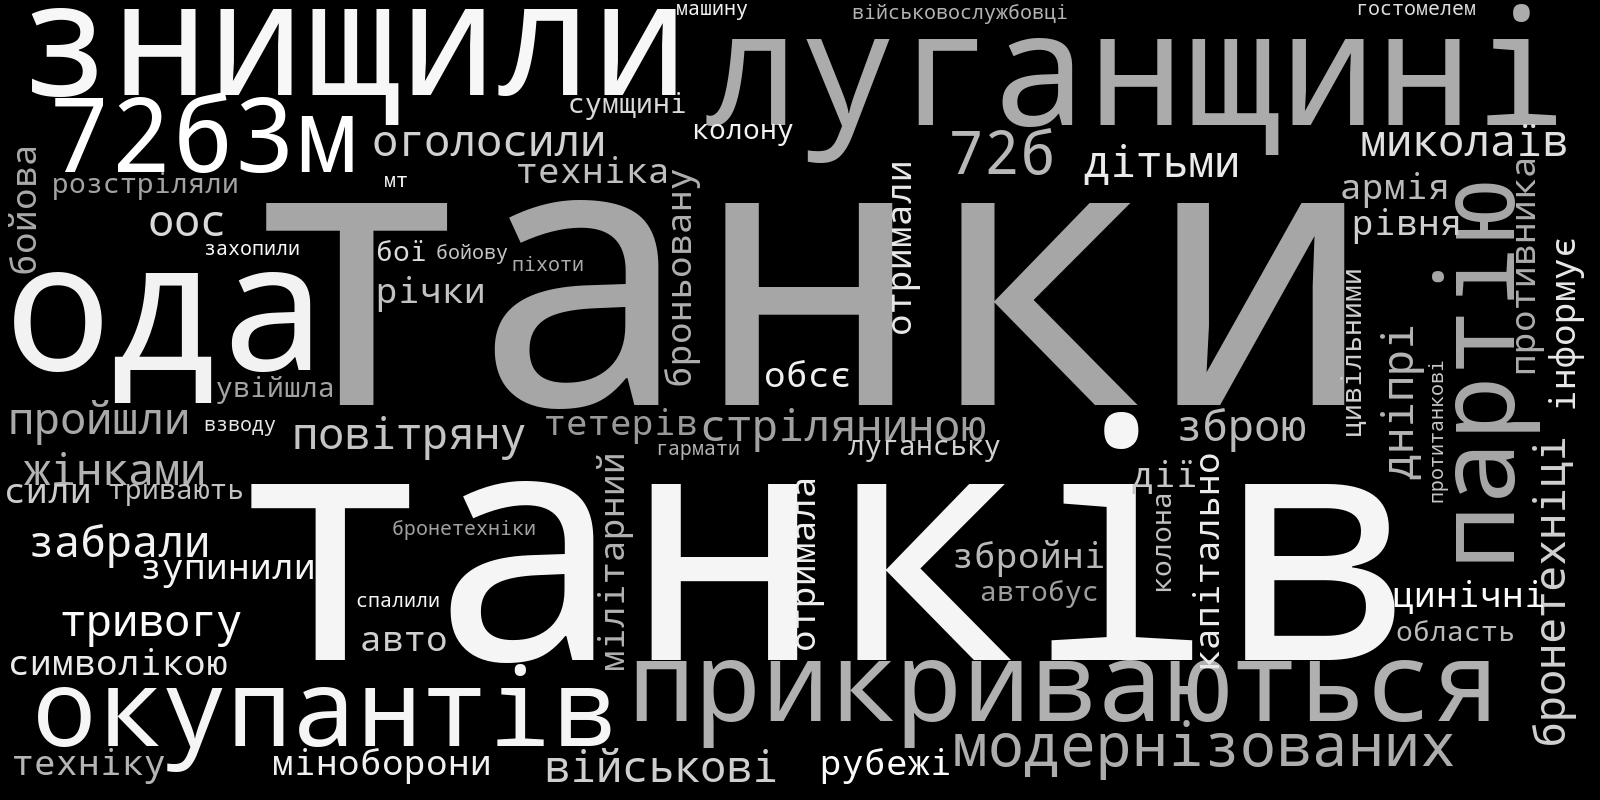 машину
військовослужбовці
гостомелем
знищили
луганщині
сумщині
72б3м
оголосили
колону
72б
дітьми
миколаїв
техніка
бойова
розстріляли
мт
броньовану
отримали
армія
противника
оос
рівня
партію
захопили
бої
бойову
піхоти
танки
ода
річки
цивільними
інформує
обсє
дніпрі
увійшла
протитанкові
пройшли
взводу
повітряну
тетерів
стріляниною
зброю
гармати
луганську
жінками
сили
тривають
мілітарний
отримала
дії
капітально
бронетехніці
танків
бронетехніки
колона
забрали
збройні
зупинили
автобус
цинічні
спалили
тривогу
авто
область
символікою
окупантів
прикриваються
модернізованих
техніку
міноборони
військові
рубежі